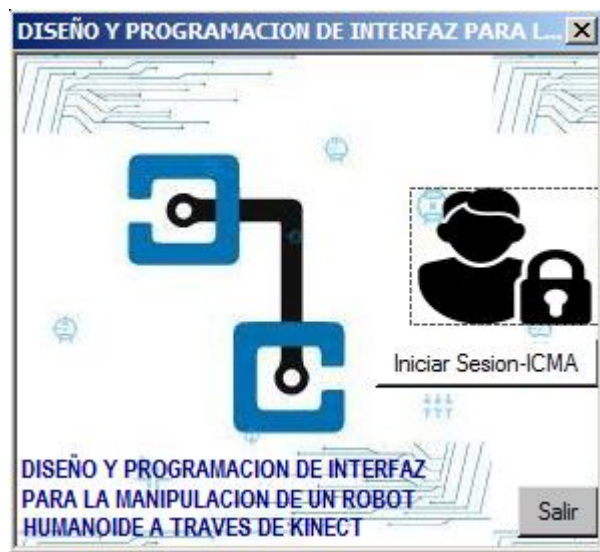 DISEÑO Y PROGRAMACION DE INTERFAZ PARA L...
Iniciar Sesion-ICMA
DISEÑO Y PROGRAMACION DE INTERFAZ
PARA LA MANIPULACION DE UN ROBOT
HUMANOIDE A TRAVES DE KINECT
Salir